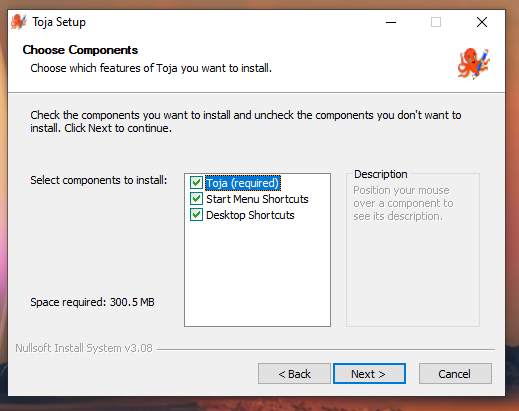 Toja Setup
Choose Components
Choose which features of Toja you want to install.
Check the components you want to install and uncheck the components you don't want to
install. Click Next to continue.
Select components to install:
Toja (required)
Start Menu Shortcuts
Desktop Shortcuts
Description
Position your mouse
over a component to
see its description.
Space required: 300.5 MB
Nullsoft Install System v3.08
< Back
Next >
Cancel